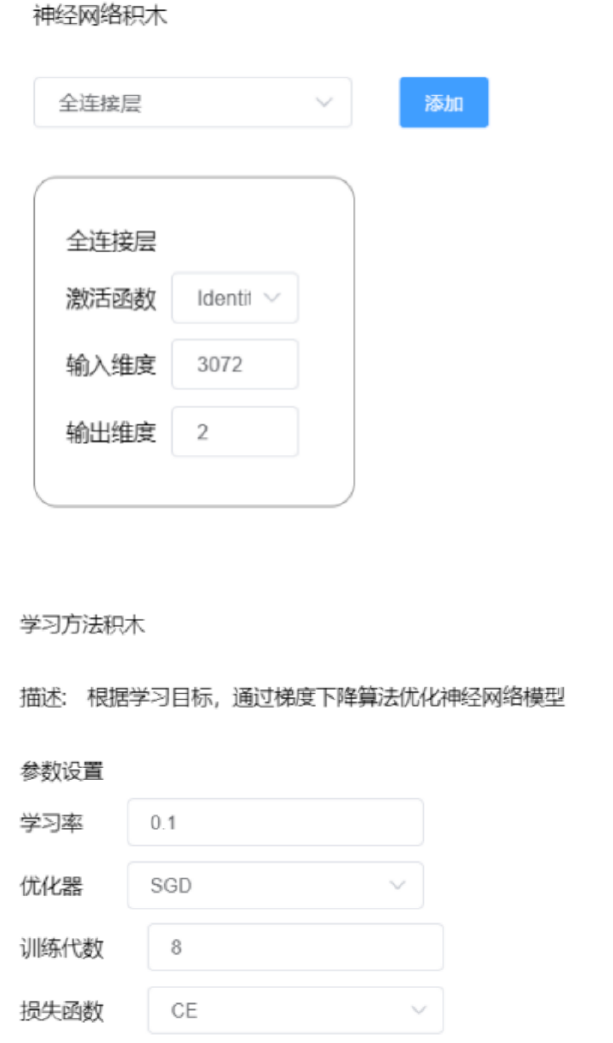 神经网络积木
全连接层
添加
全连接层
激活函数 Identit
输入维度 3072
输出维度 2
学习方法积木
描述: 根据学习目标，通过梯度下降算法优化神经网络模型
参数设置
学习率 0.1
优化器 SGD
训练代数 8
损失函数 CE